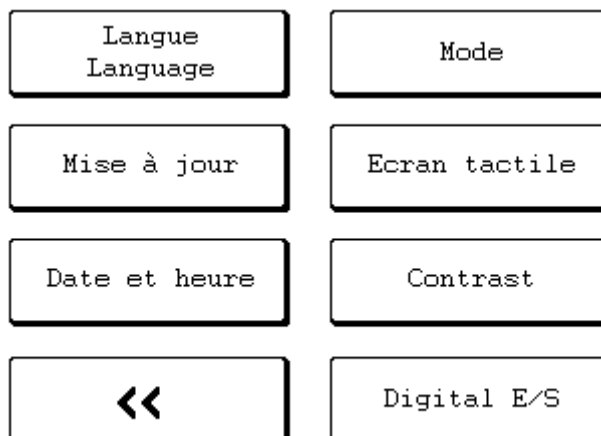 Langue
Language
Mode
Mise à jour
Ecran tactile
Date et heure
Contrast
<<
Digital E/S